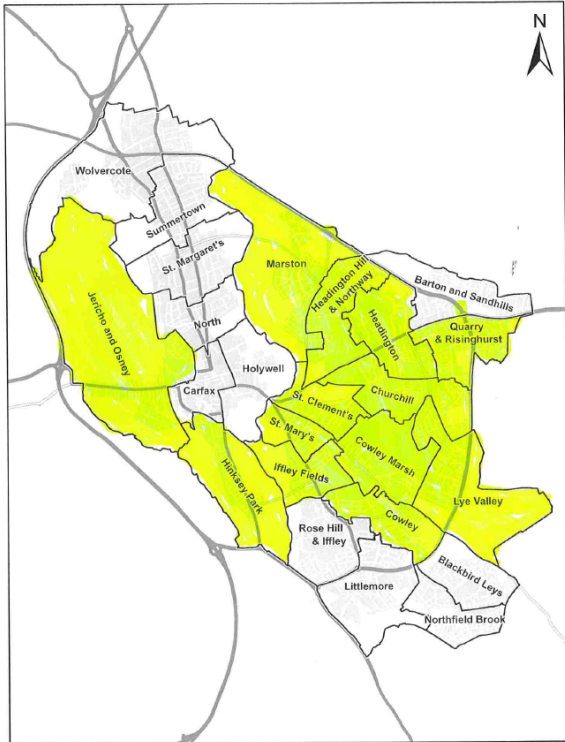 N
Wolvercote
Summertown
St. Margaret's
Marston
Headington Hill
& Northway
Barton and Sandhills
Jericho and Osney
North
Headington
Quarry
& Risinghurst
Holywell
Carfax
St. Clement's
Churchill
St. Mary's
Cowley Marsh
Hinksey Park
Iffley Fields
Lye Valley
Cowley
Rose Hill
& Iffley
Blackbird Leys
Littlemore
Northfield Brook